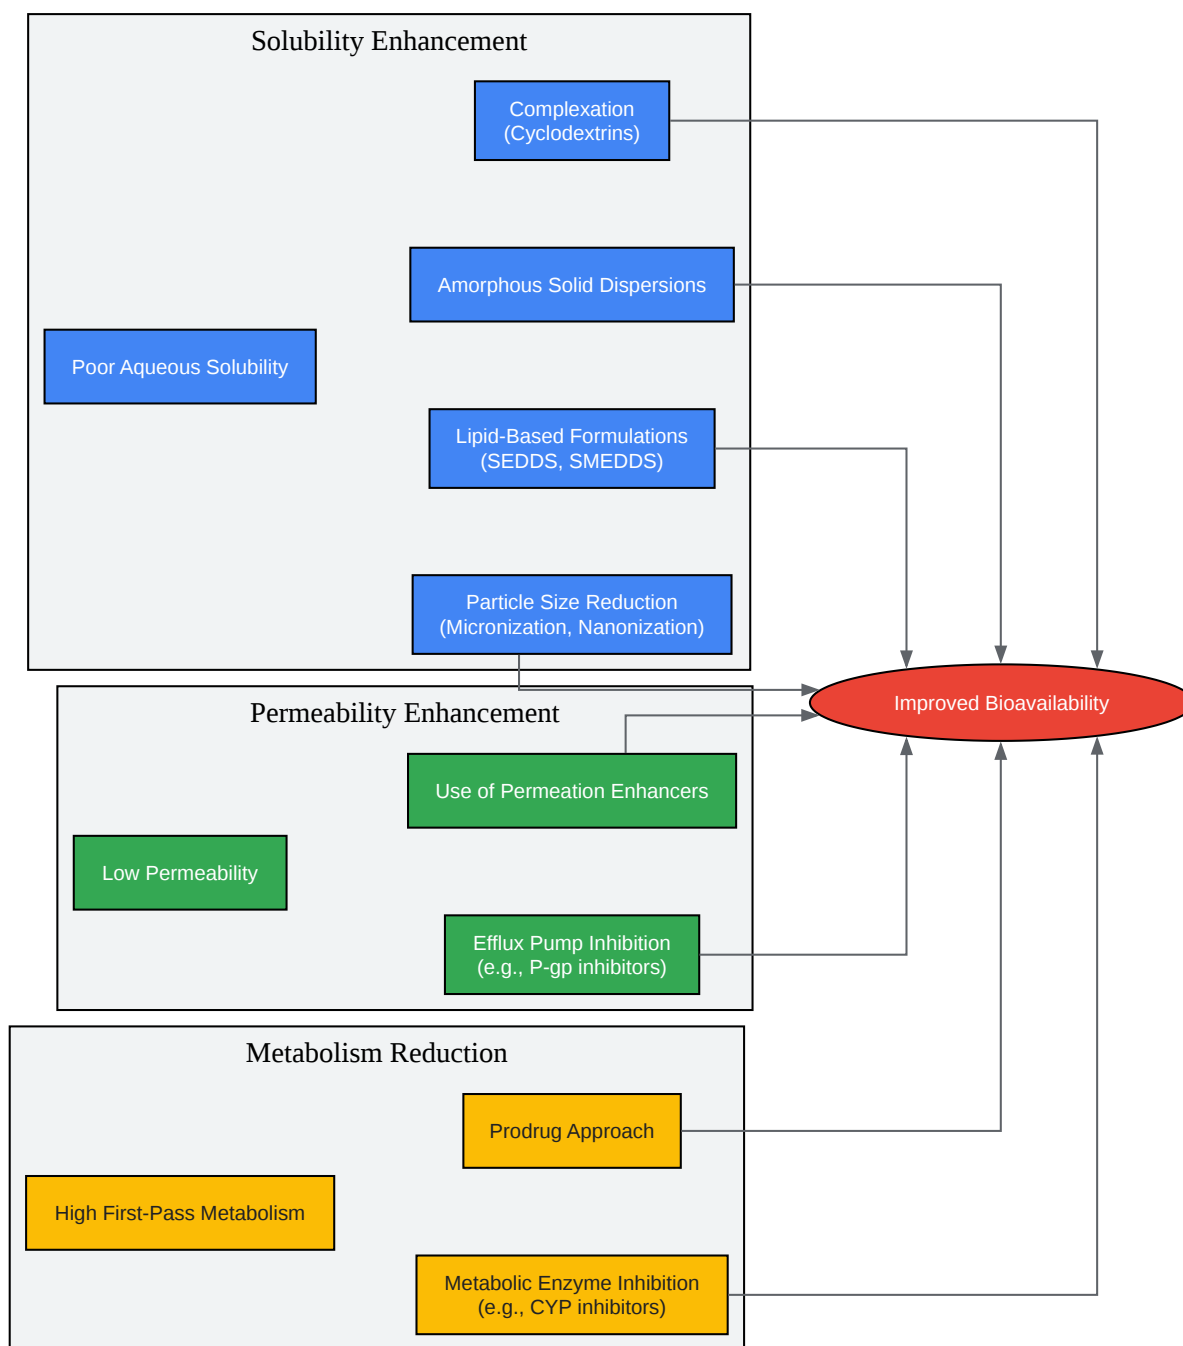 Solubility Enhancement
Complexation
(Cyclodextrins)
Amorphous Solid Dispersions
Poor Aqueous Solubility
Lipid-Based Formulations
(SEDDS, SMEDDS)
Particle Size Reduction
(Micronization, Nanonization)
Improved Bioavailability
Permeability Enhancement
Use of Permeation Enhancers
Low Permeability
Efflux Pump Inhibition
(e.g., P-gp inhibitors)
Metabolism Reduction
Prodrug Approach
High First-Pass Metabolism
Metabolic Enzyme Inhibition
(e.g., CYP inhibitors)